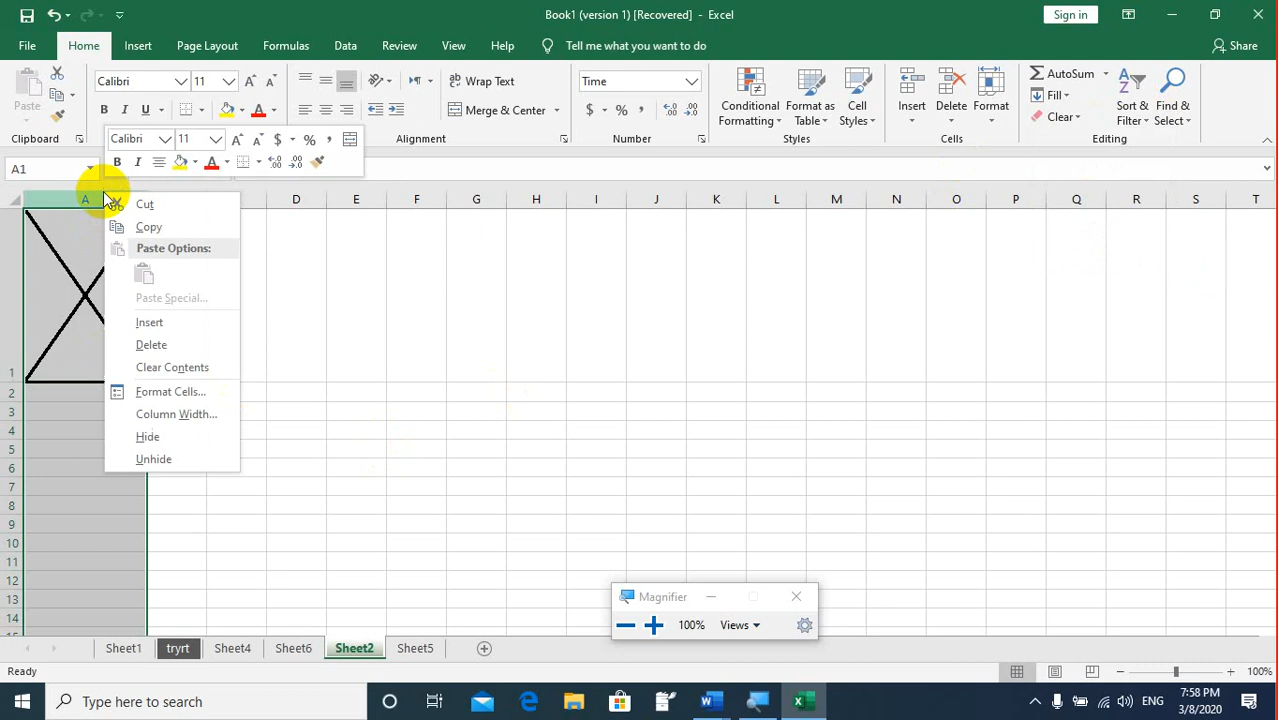 Book1 (version 1) [Recovered] - Excel
Sign in
File Home Insert Page Layout Formulas Data Review View Help Tell me what you want to do Share
Paste
Clipboard
Calibri 11
B I U
Wrap Text
Merge & Center
Alignment
Time
$ % ,
Number
Conditional Formatting
Format as Table
Cell Styles
Styles
Insert
Delete
Format
Cells
AutoSum
Fill
Clear
Sort & Filter
Find & Select
Editing
Calibri 11 $ % ,
B I
A1
A D E F G H I J K L M N O P Q R S T
1
2
3
4
5
6
7
8
9
10
11
12
13
14
Cut
Copy
Paste Options:
Paste Special...
Insert
Delete
Clear Contents
Format Cells...
Column Width...
Hide
Unhide
Magnifier
100% Views
Sheet1 tryrt Sheet4 Sheet6 Sheet2 Sheet5
Ready
100%
Type here to search
ENG
7:58 PM
3/8/2020